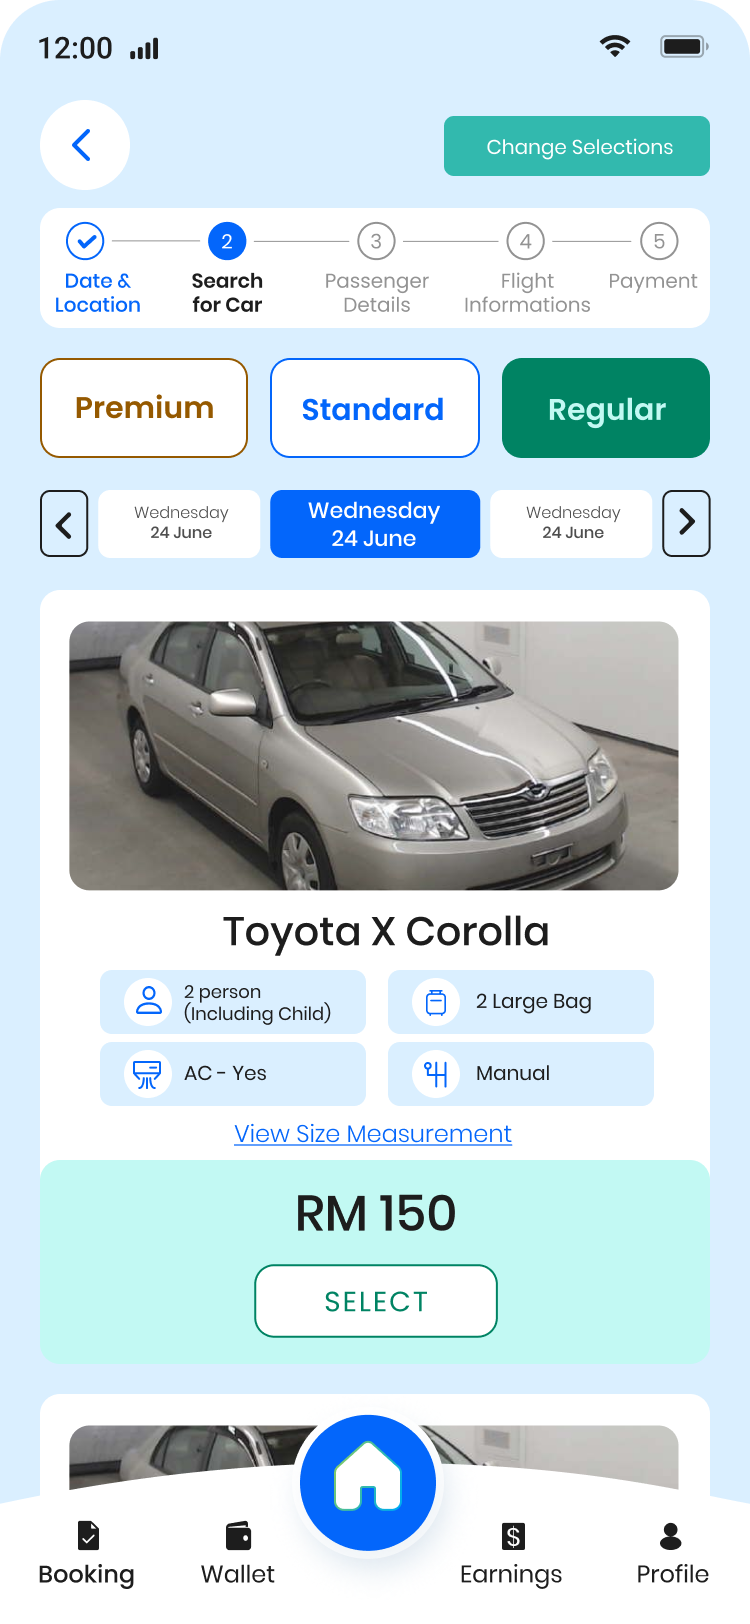 12:00
Change Selections
2
3
4
5
Date &
Location
Search
for Car
Passenger
Details
Flight
Informations
Payment
Premium
Standard
Regular
Wednesday
24 June
Wednesday
24 June
Wednesday
24 June
Toyota X Corolla
2 person
(Including Child)
2 Large Bag
AC - Yes
Manual
View Size Measurement
RM 150
SELECT
$
Booking
Wallet
Earnings
Profile